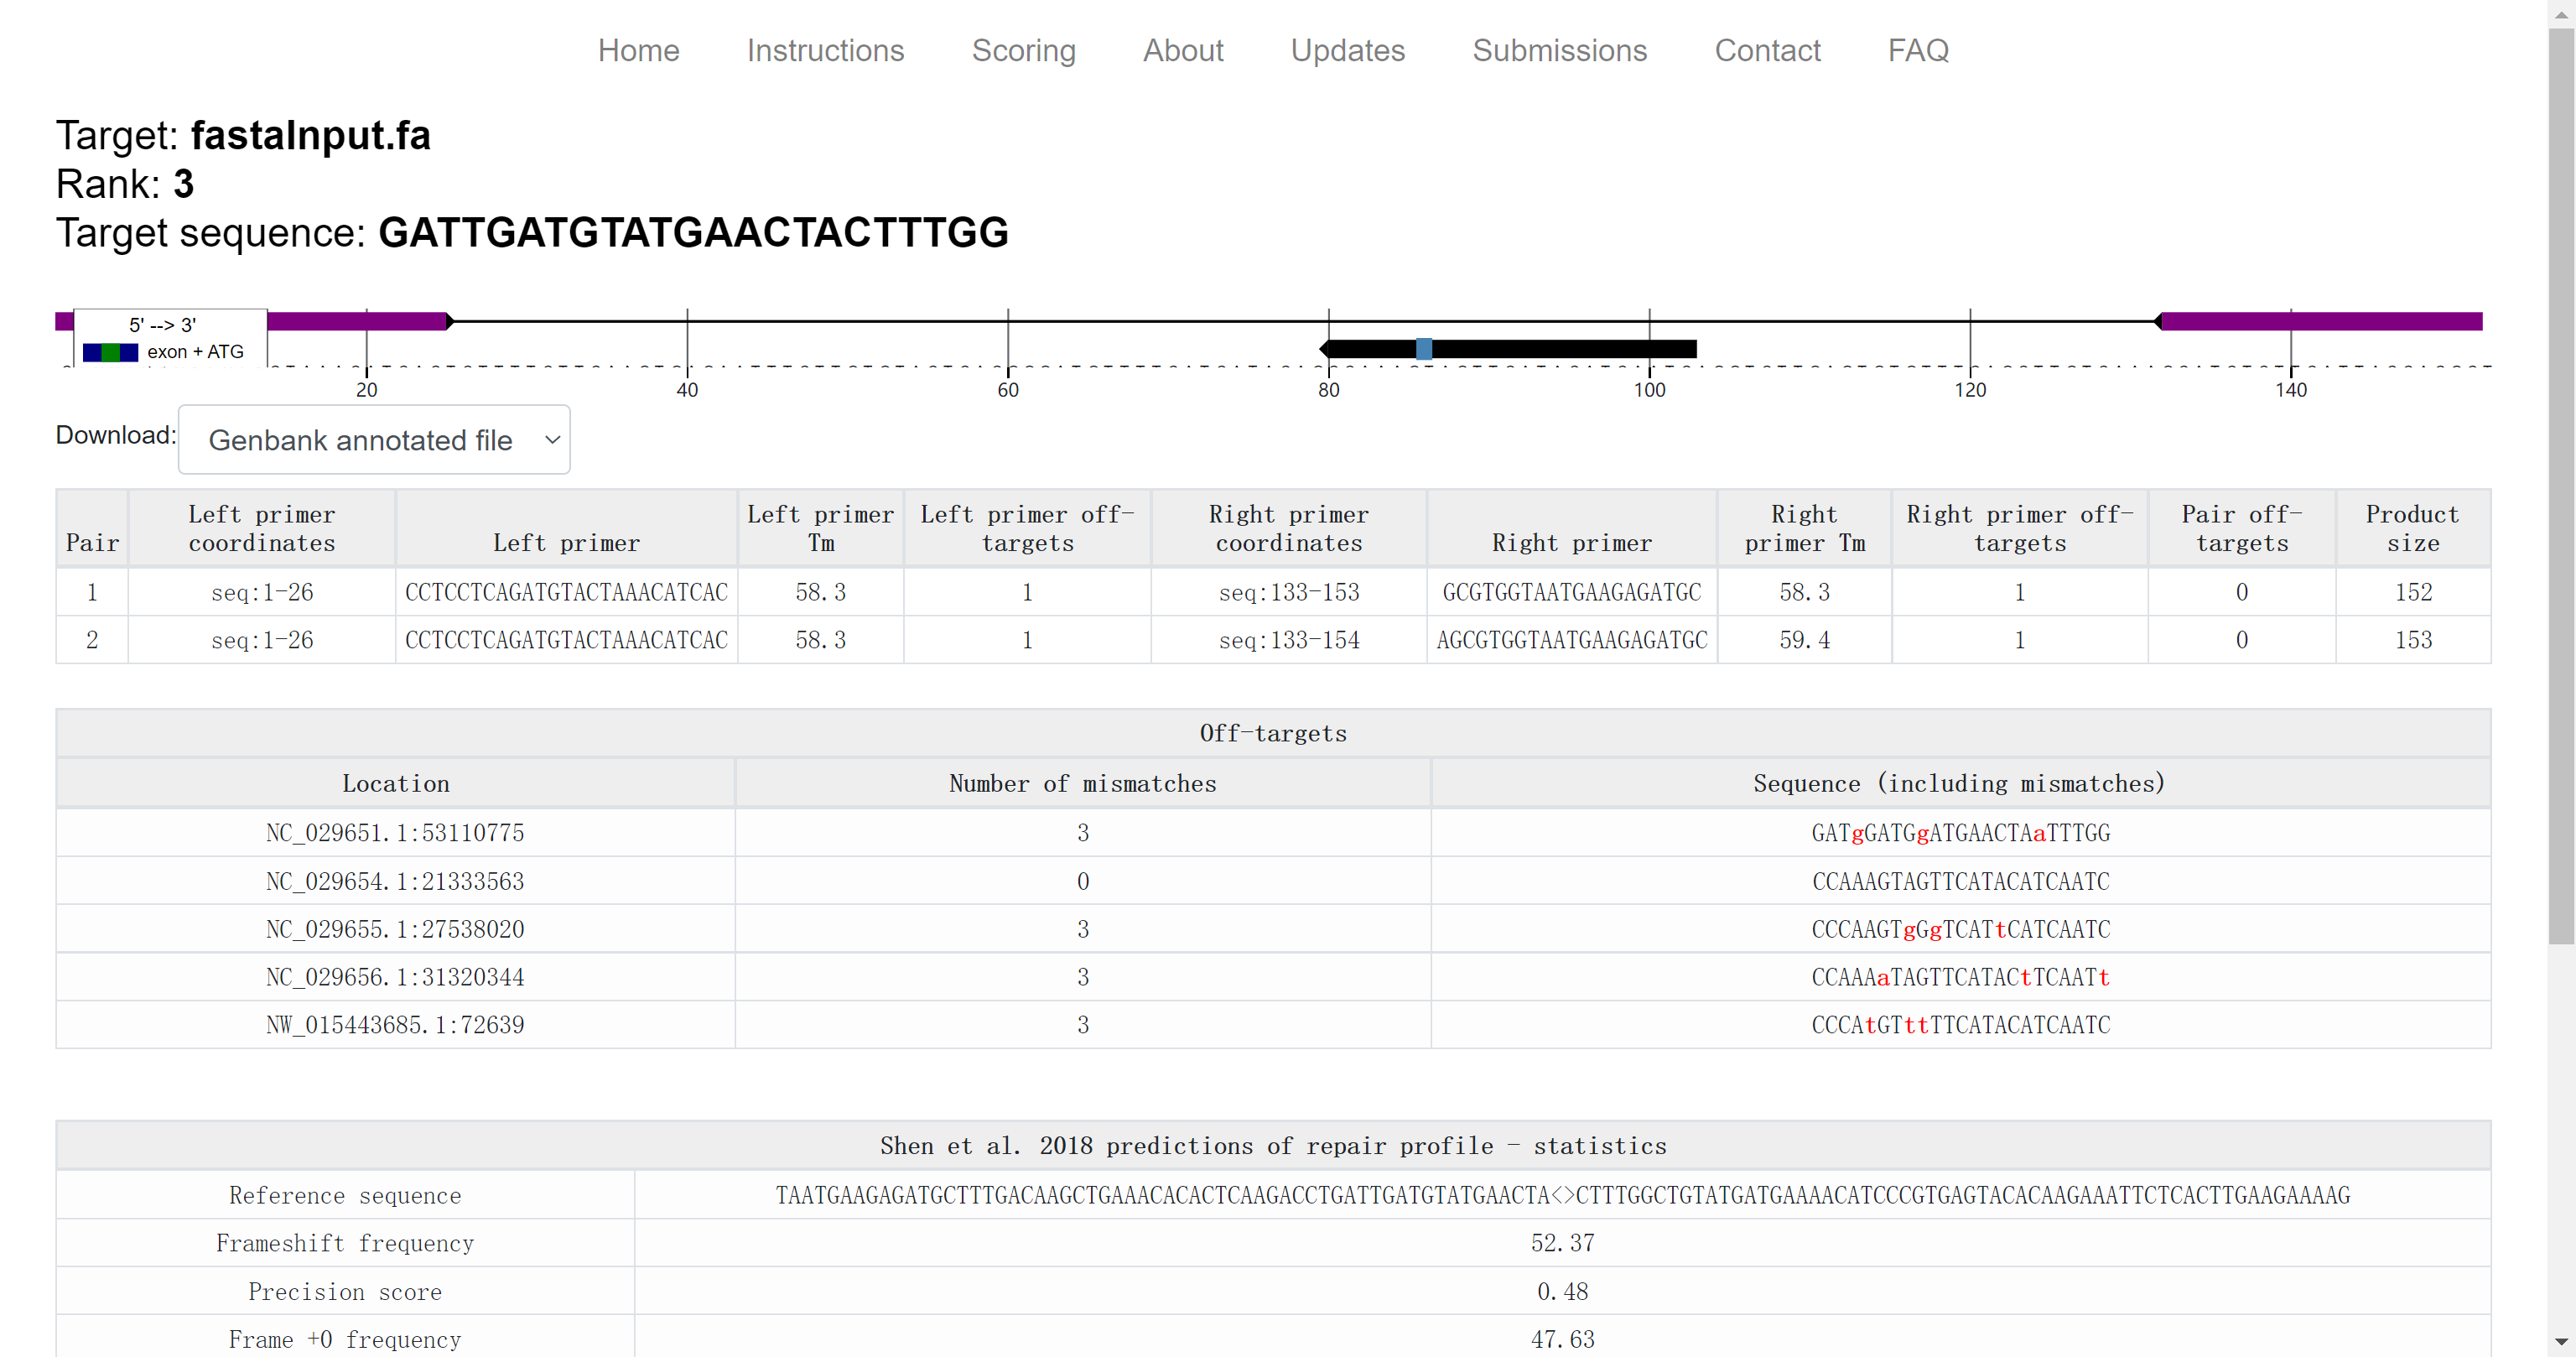 Home Instructions Scoring About Updates Submissions Contact FAQ
Target: fastaInput.fa
Rank: 3
Target sequence: GATTGATGTATGAACTACTTTGG
5' --> 3'
exon + ATG
20 40 60 80 100 120 140
Download: Genbank annotated file
Pair Left primer coordinates Left primer Left primer Tm Left primer off-targets Right primer coordinates Right primer Right primer Tm Right primer off-targets Pair off-targets Product size
1 seq:1-26 CCTCCTCAGATGTACTAAACATCAC 58.3 1 seq:133-153 GCGTGGTAATGAAGAGATGC 58.3 1 0 152
2 seq:1-26 CCTCCTCAGATGTACTAAACATCAC 58.3 1 seq:133-154 AGCGTGGTAATGAAGAGATGC 59.4 1 0 153
Off-targets
Location Number of mismatches Sequence (including mismatches)
NC_029651.1:53110775 3 GATgGATGgATGAACTAaTTTGG
NC_029654.1:21333563 0 CCAAAGTAGTTCATACATCAATC
NC_029655.1:27538020 3 CCCAAGTgGgTCATtCATCAATC
NC_029656.1:31320344 3 CCAAAaTAGTTCATACtTCAATt
NW_015443685.1:72639 3 CCCAtGTttTTCATACATCAATC
Shen et al. 2018 predictions of repair profile - statistics
Reference sequence TAATGAAGAGATGCTTTGACAAGCTGAAACACACTCAAGACCTGATTGATGTATGAACTA<>CTTTGGCTGTATGATGAAAACATCCCGTGAGTACACAAGAAATTCTCACTTGAAGAAAAG
Frameshift frequency 52.37
Precision score 0.48
Frame +0 frequency 47.63